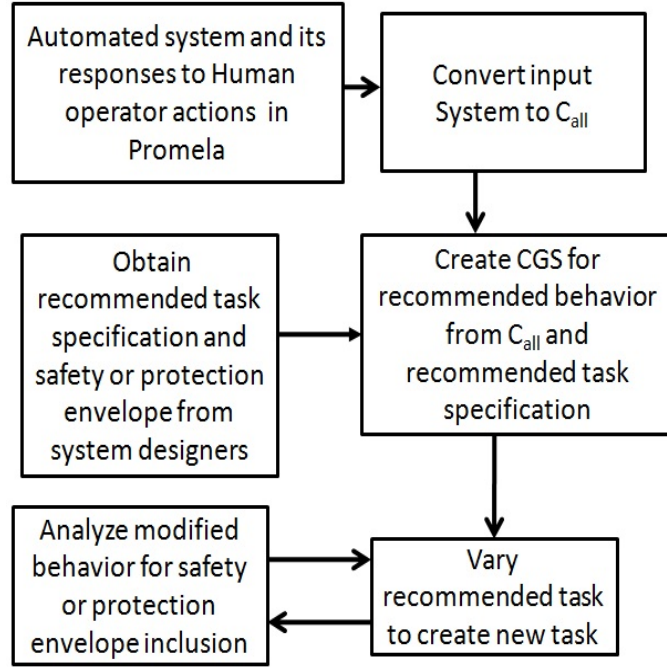 Automated system and its
responses to Human
operator actions in
Promela
Convert input
System to Call
Obtain
recommended task
specification and
safety or protection
envelope from
system designers
Create CGS for
recommended behavior
from Call and
recommended task
specification
Analyze modified
behavior for safety
or protection
envelope inclusion
Vary
recommended task
to create new task